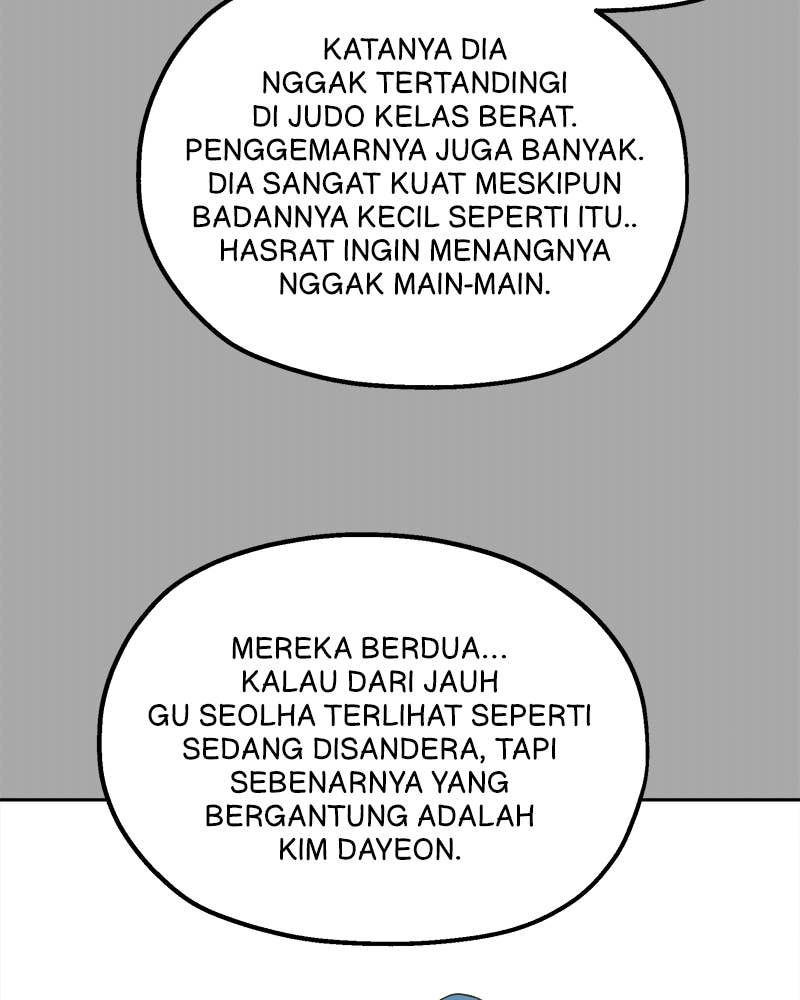 KATANYA DIA
NGGAK TERTANDINGI
DI JUDO KELAS BERAT.
PENGGEMARNYA JUGA BANYAK.
DIA SANGAT KUAT MESKIPUN
BADANNYA KECIL SEPERTI ITU..
HASRAT INGIN MENANGNYA
NGGAK MAIN-MAIN.
MEREKA BERDUA...
KALAU DARI JAUH
GU SEOLHA TERLIHAT SEPERTI
SEDANG DISANDERA, TAPI
SEBENARNYA YANG
BERGANTUNG ADALAH
KIM DAYEON.